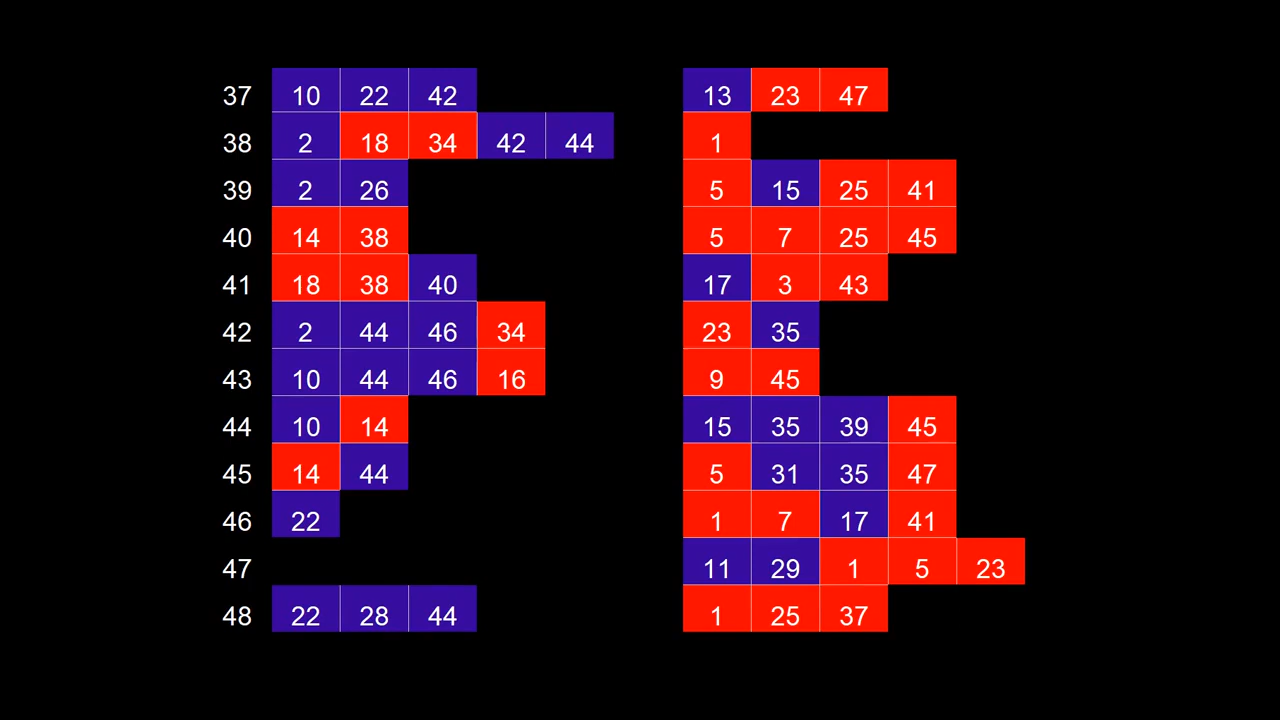 37 10 22 42 13 23 47
38 2 18 34 42 44 1
39 2 26 5 15 25 41
40 14 38 5 7 25 45
41 18 38 40 17 3 43
42 2 44 46 34 23 35
43 10 44 46 16 9 45
44 10 14 15 35 39 45
45 14 44 5 31 35 47
46 22 1 7 17 41
47 11 29 1 5 23
48 22 28 44 1 25 37